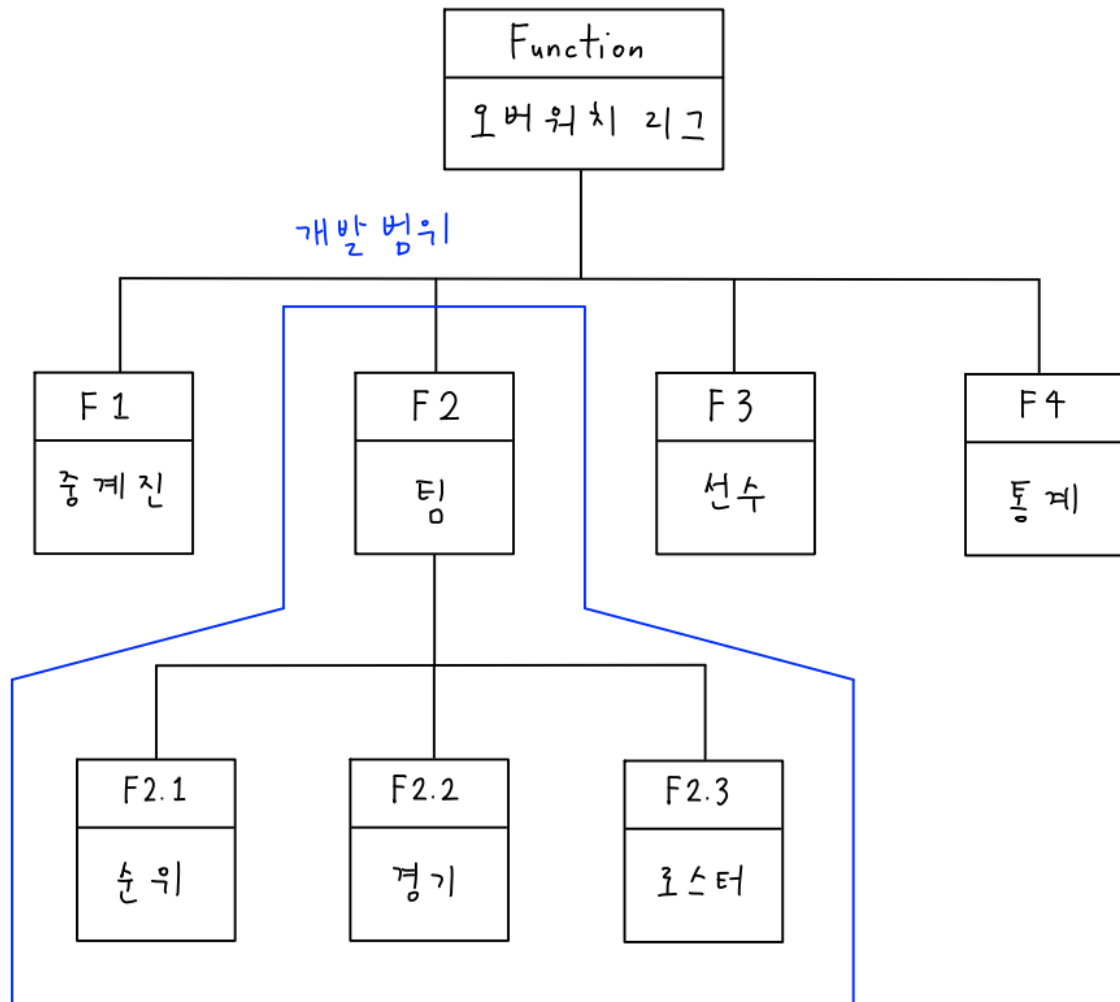 Function
오버워치 리그
개발 범위
F1
중계진
F2
팀
F3
선수
F4
통계
F2.1
순위
F2.2
경기
F2.3
로스터